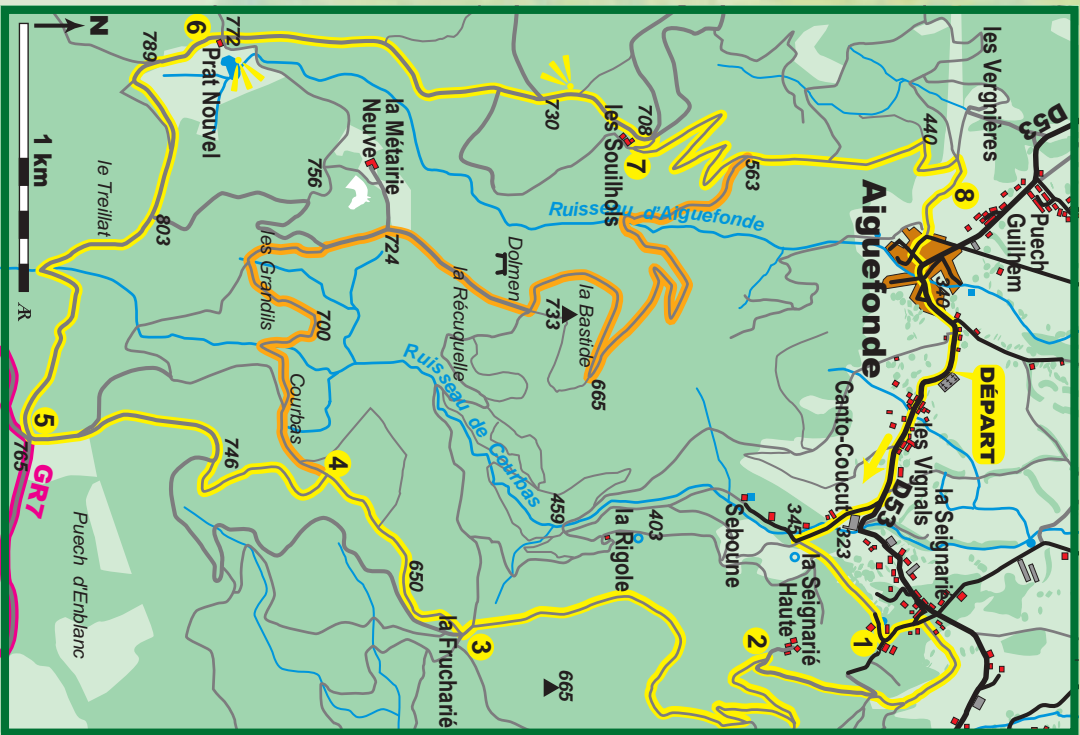 N
1 km
Æ
6
772
789
Prat Nouvel
le Treillat
803
756
la Métairie
Neuve
724
les Grandils
700
Courbas
5
765
GR7
746
4
Puech d'Enblanc
650
3
la Frucharié
665
730
708
7
les Souilhols
563
Ruisseau d'Aiguefonde
Dolmen
la Récuquelle
la Bastide
733
665
Ruisseau de Courbas
459
la Rigole
403
Seboune
345
323
la Seignarié
Haute
2
1
les Vergnières
440
8
D53
Puech
Guilhem
340
Aiguefonde
DÉPART
Canto-Coucut
les Vignals
D53
la Seignarié